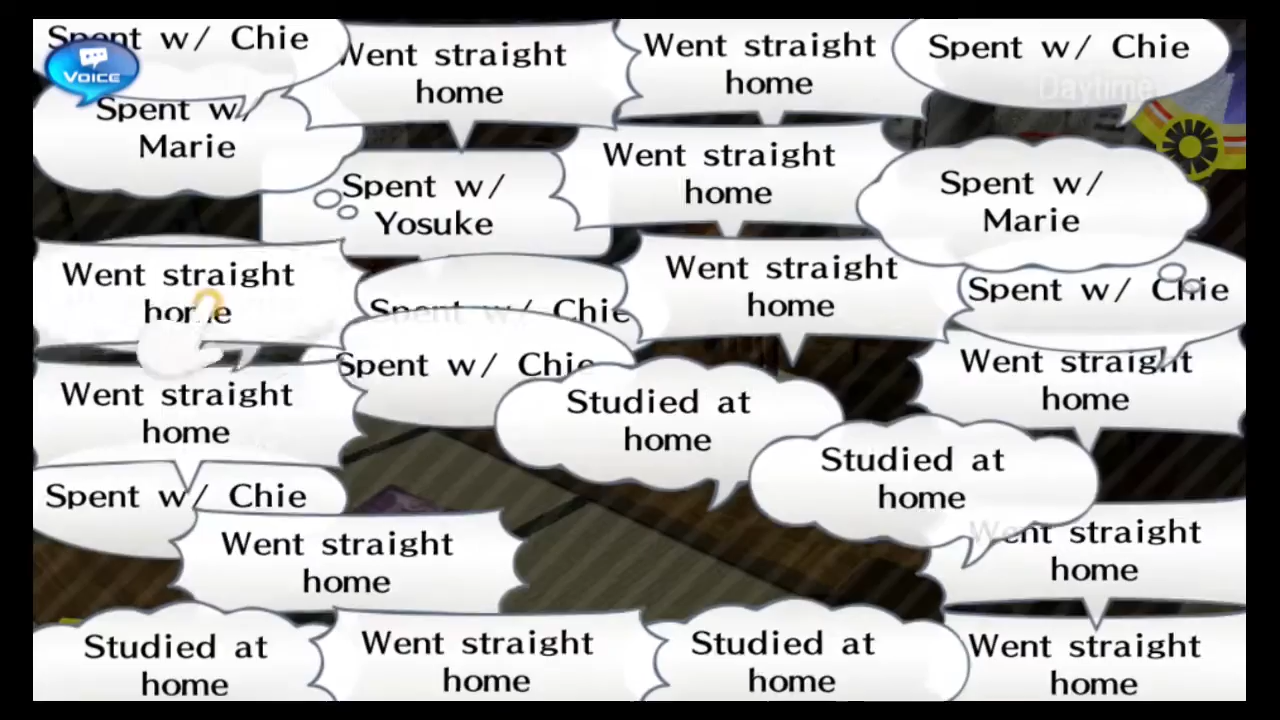 Spent w/ Chie
VOICE
Spent w/
Marie
Went straight
home
Went straight
home
Spent w/ Chie
Daytime
Spent w/
Yosuke
Went straight
home
Spent w/
Marie
Went straight
home
Spent w/ Chie
Went straight
home
Spent w/ Chie
Spent w/ Chie
Went straight
home
Went straight
home
Studied at
home
Studied at
home
Spent w/ Chie
Went straight
home
Went straight
home
Studied at
home
Went straight
home
Studied at
home
Went straight
home